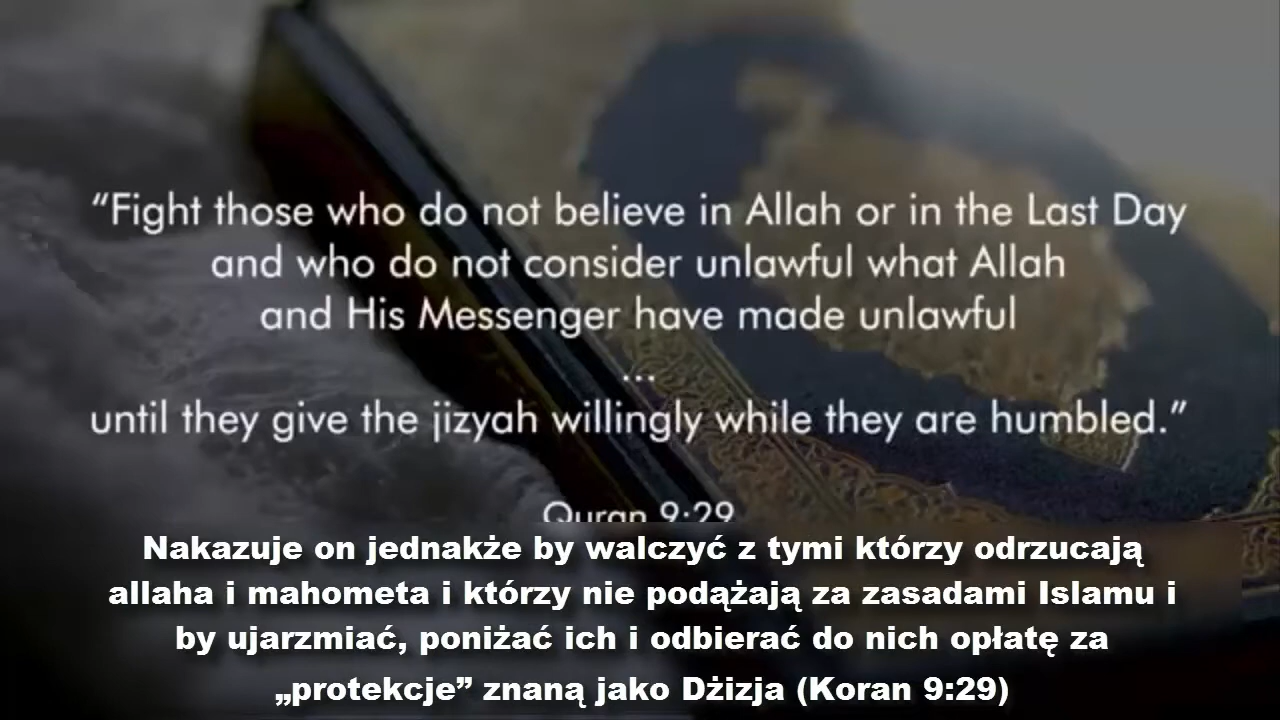 “Fight those who do not believe in Allah or in the Last Day
and who do not consider unlawful what Allah
and His Messenger have made unlawful
...
until they give the jizyah willingly while they are humbled.”
Quran 9:29
Nakazuje on jednakże by walczyć z tymi którzy odrzucają
allaha i mahometa i którzy nie podążają za zasadami Islamu i
by ujarzmiać, poniżać ich i odbierać do nich opłatę za
„protekcje” znaną jako Dżizja (Koran 9:29)